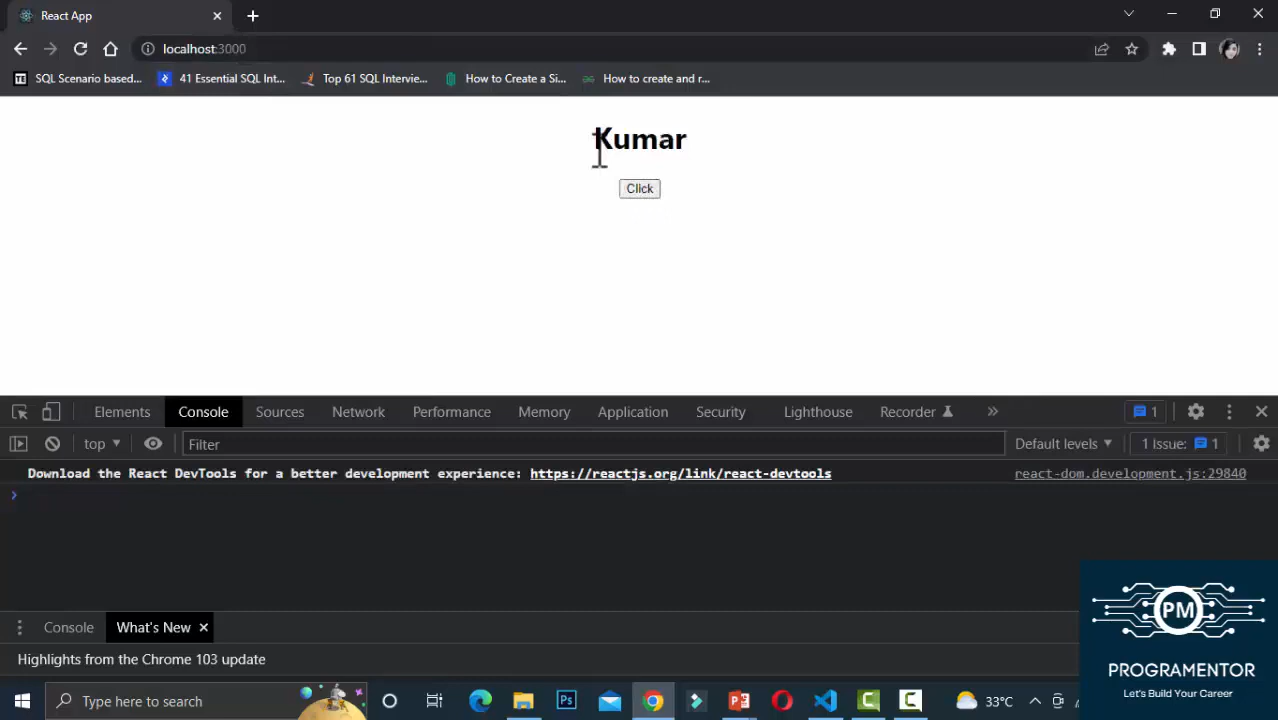 React App
localhost:3000
SQL Scenario based... 41 Essential SQL Int... Top 61 SQL Intervie... How to Create a Si... How to create and r...
Kumar
Click
Elements Console Sources Network Performance Memory Application Security Lighthouse Recorder » 1
top Filter Default levels 1 Issue: 1
Download the React DevTools for a better development experience: https://reactjs.org/link/react-devtools react-dom.development.js:29840
Console What's New
Highlights from the Chrome 103 update
PM
PROGRAMENTOR
Let's Build Your Career
Type here to search Ps 33°C